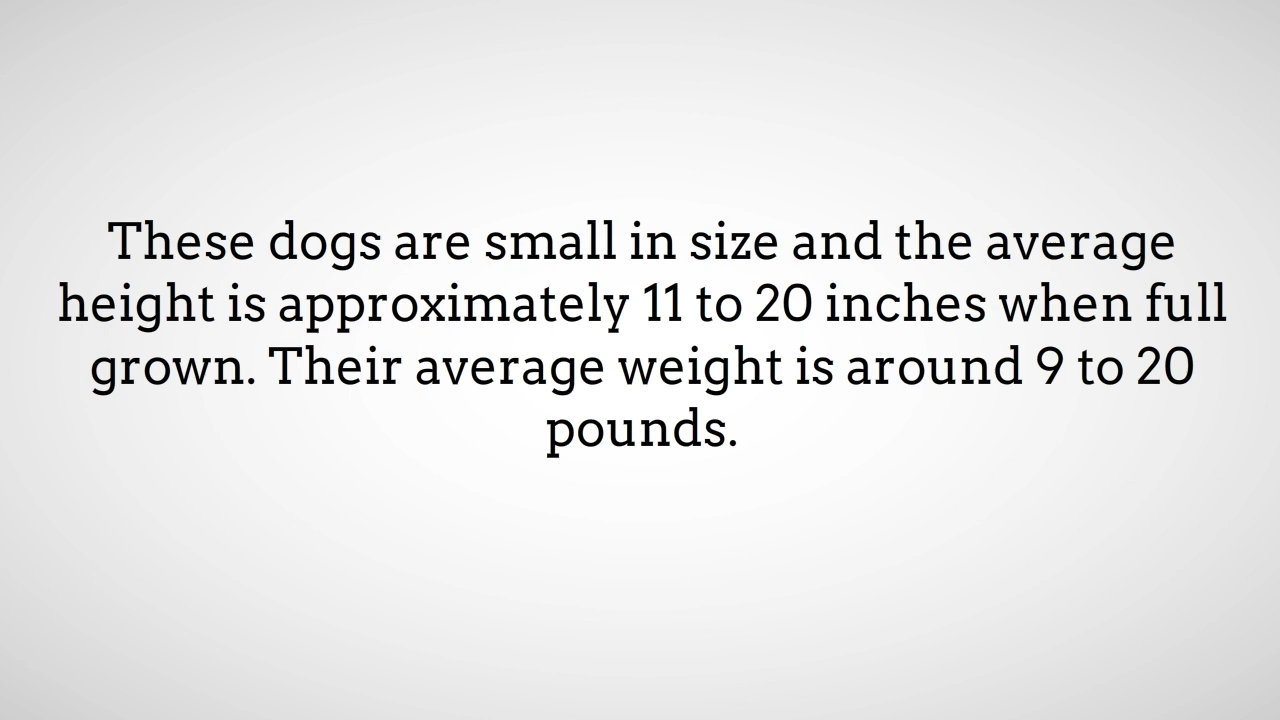 These dogs are small in size and the average
height is approximately 11 to 20 inches when full
grown. Their average weight is around 9 to 20
pounds.